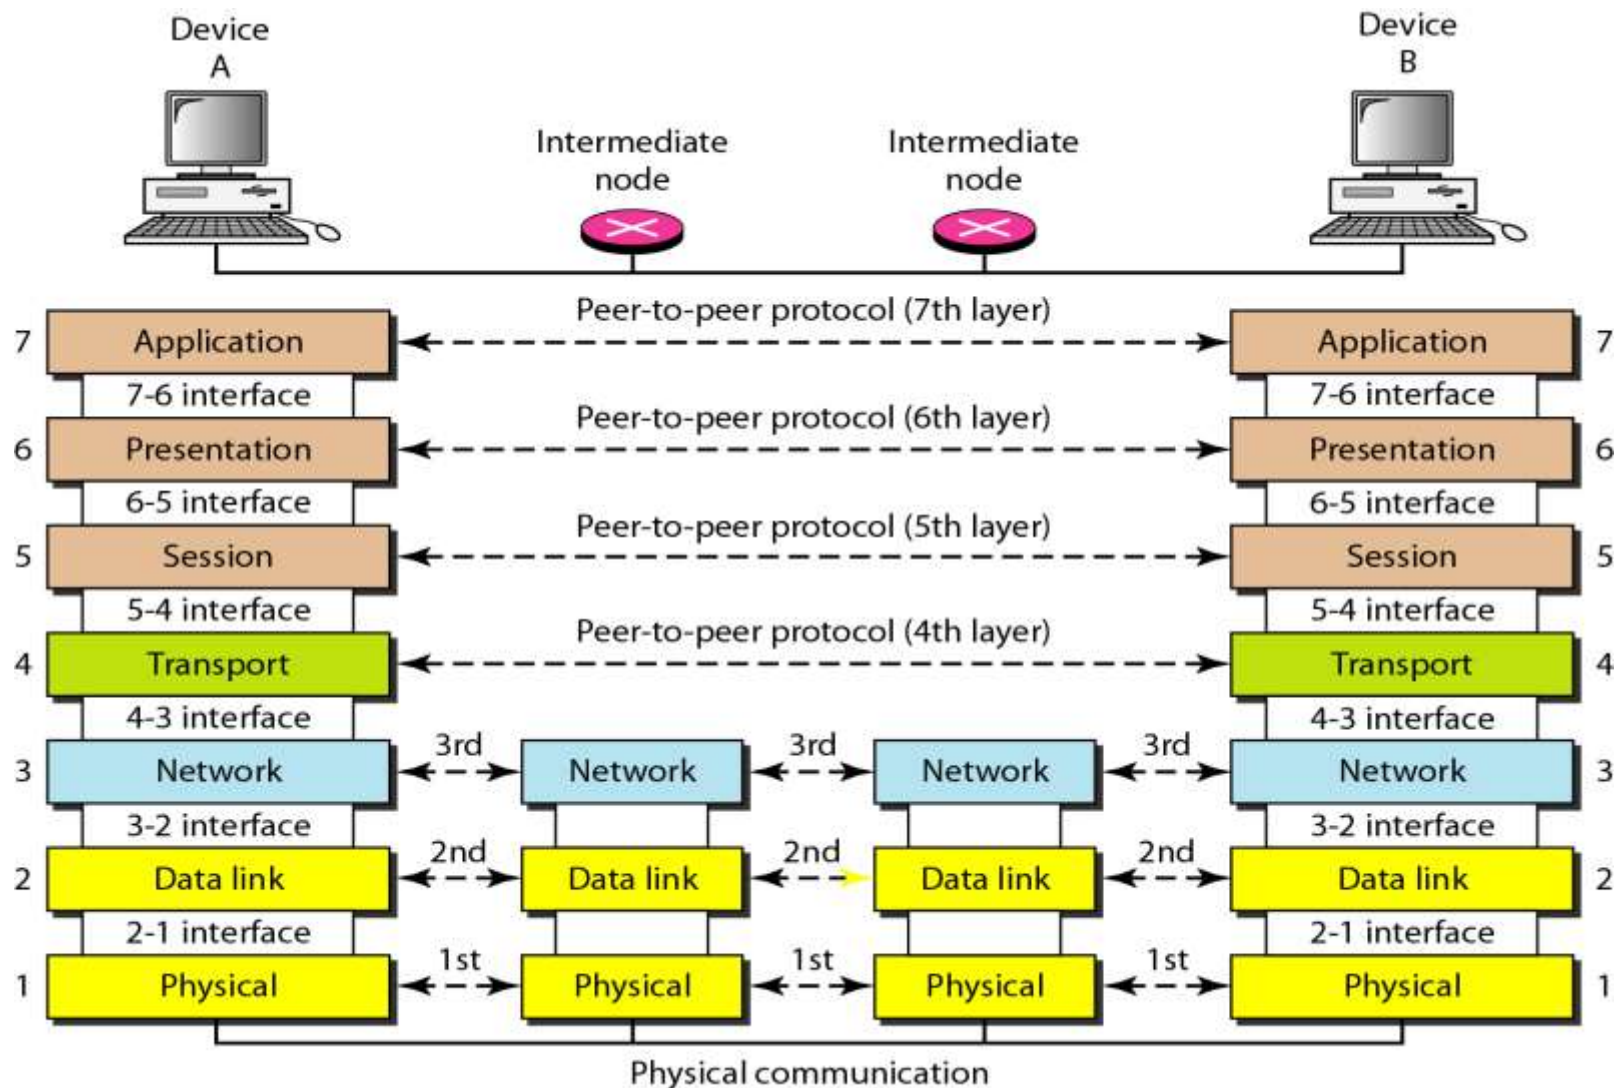 Device
A
Device
B
Intermediate
node
Intermediate
node
Peer-to-peer protocol (7th layer)
7 Application Application 7
7-6 interface 7-6 interface
Peer-to-peer protocol (6th layer)
6 Presentation Presentation 6
6-5 interface 6-5 interface
Peer-to-peer protocol (5th layer)
5 Session Session 5
5-4 interface 5-4 interface
Peer-to-peer protocol (4th layer)
4 Transport Transport 4
4-3 interface 4-3 interface
3rd 3rd 3rd
3 Network Network Network Network 3
3-2 interface 3-2 interface
2nd 2nd 2nd
2 Data link Data link Data link Data link 2
2-1 interface 2-1 interface
1st 1st 1st
1 Physical Physical Physical Physical 1
Physical communication